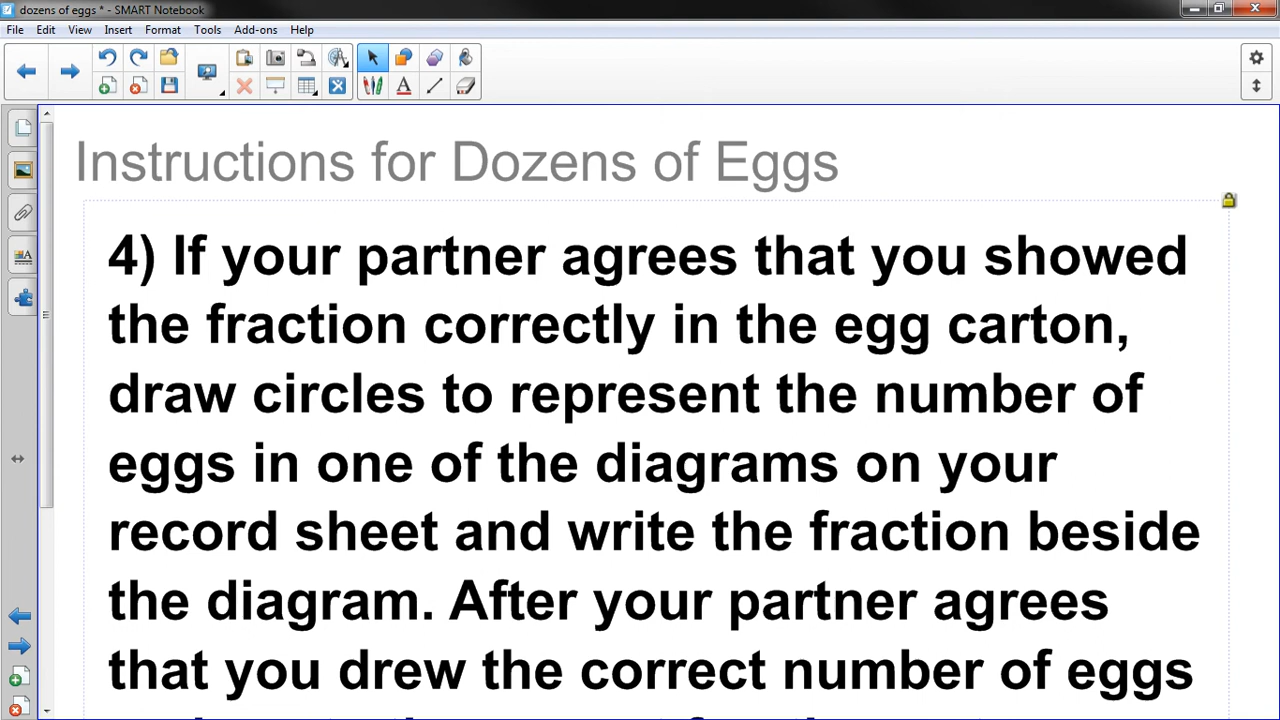 dozens of eggs * - SMART Notebook
File Edit View Insert Format Tools Add-ons Help
Instructions for Dozens of Eggs
4) If your partner agrees that you showed
the fraction correctly in the egg carton,
draw circles to represent the number of
eggs in one of the diagrams on your
record sheet and write the fraction beside
the diagram. After your partner agrees
that you drew the correct number of eggs